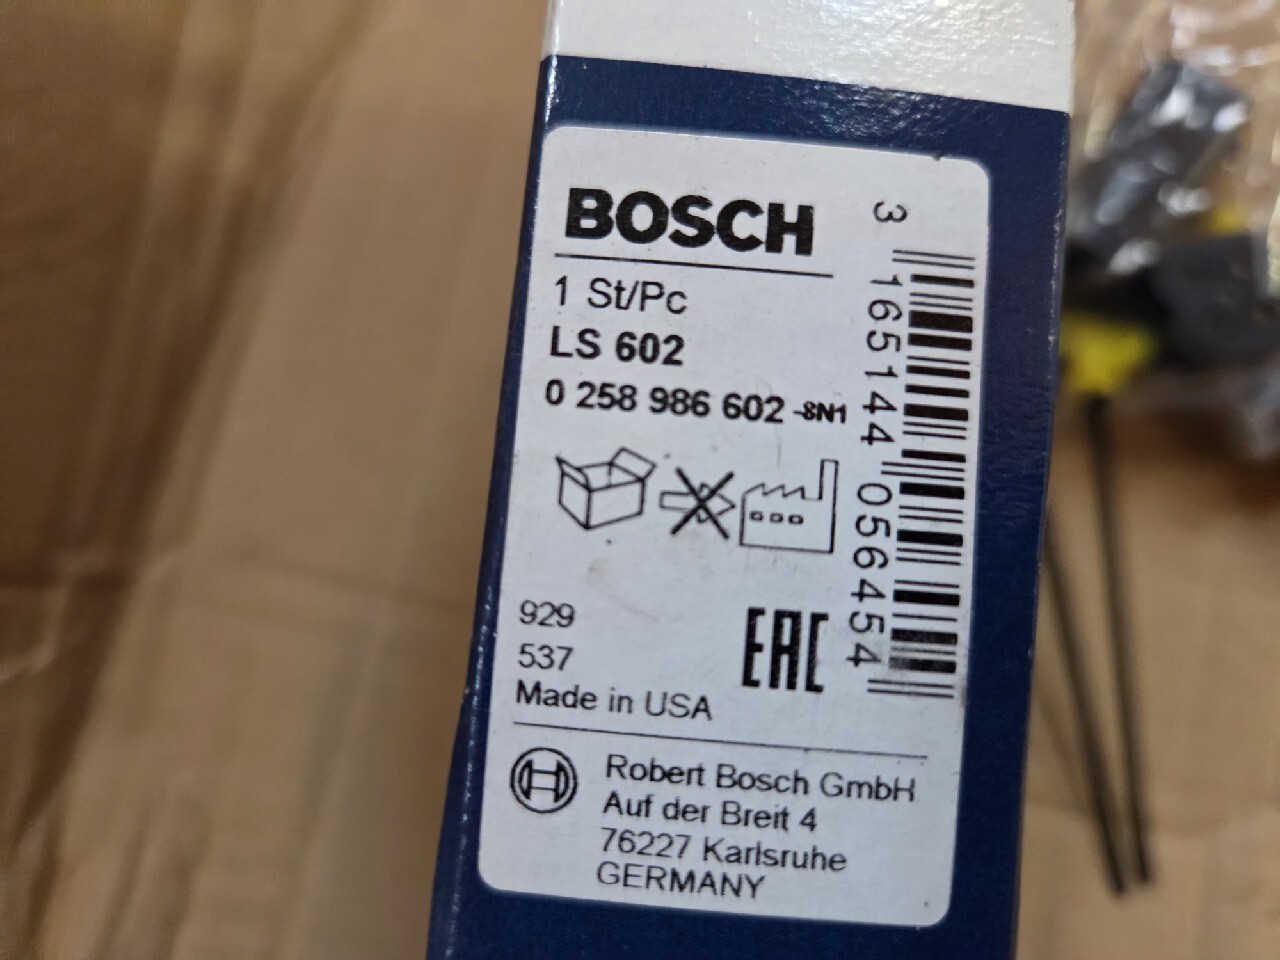 BOSCH
1 St/Pc
LS 602
0 258 986 602 -8N1
3 165144 056454
929
537
EAC
Made in USA
Robert Bosch GmbH
Auf der Breit 4
76227 Karlsruhe
GERMANY